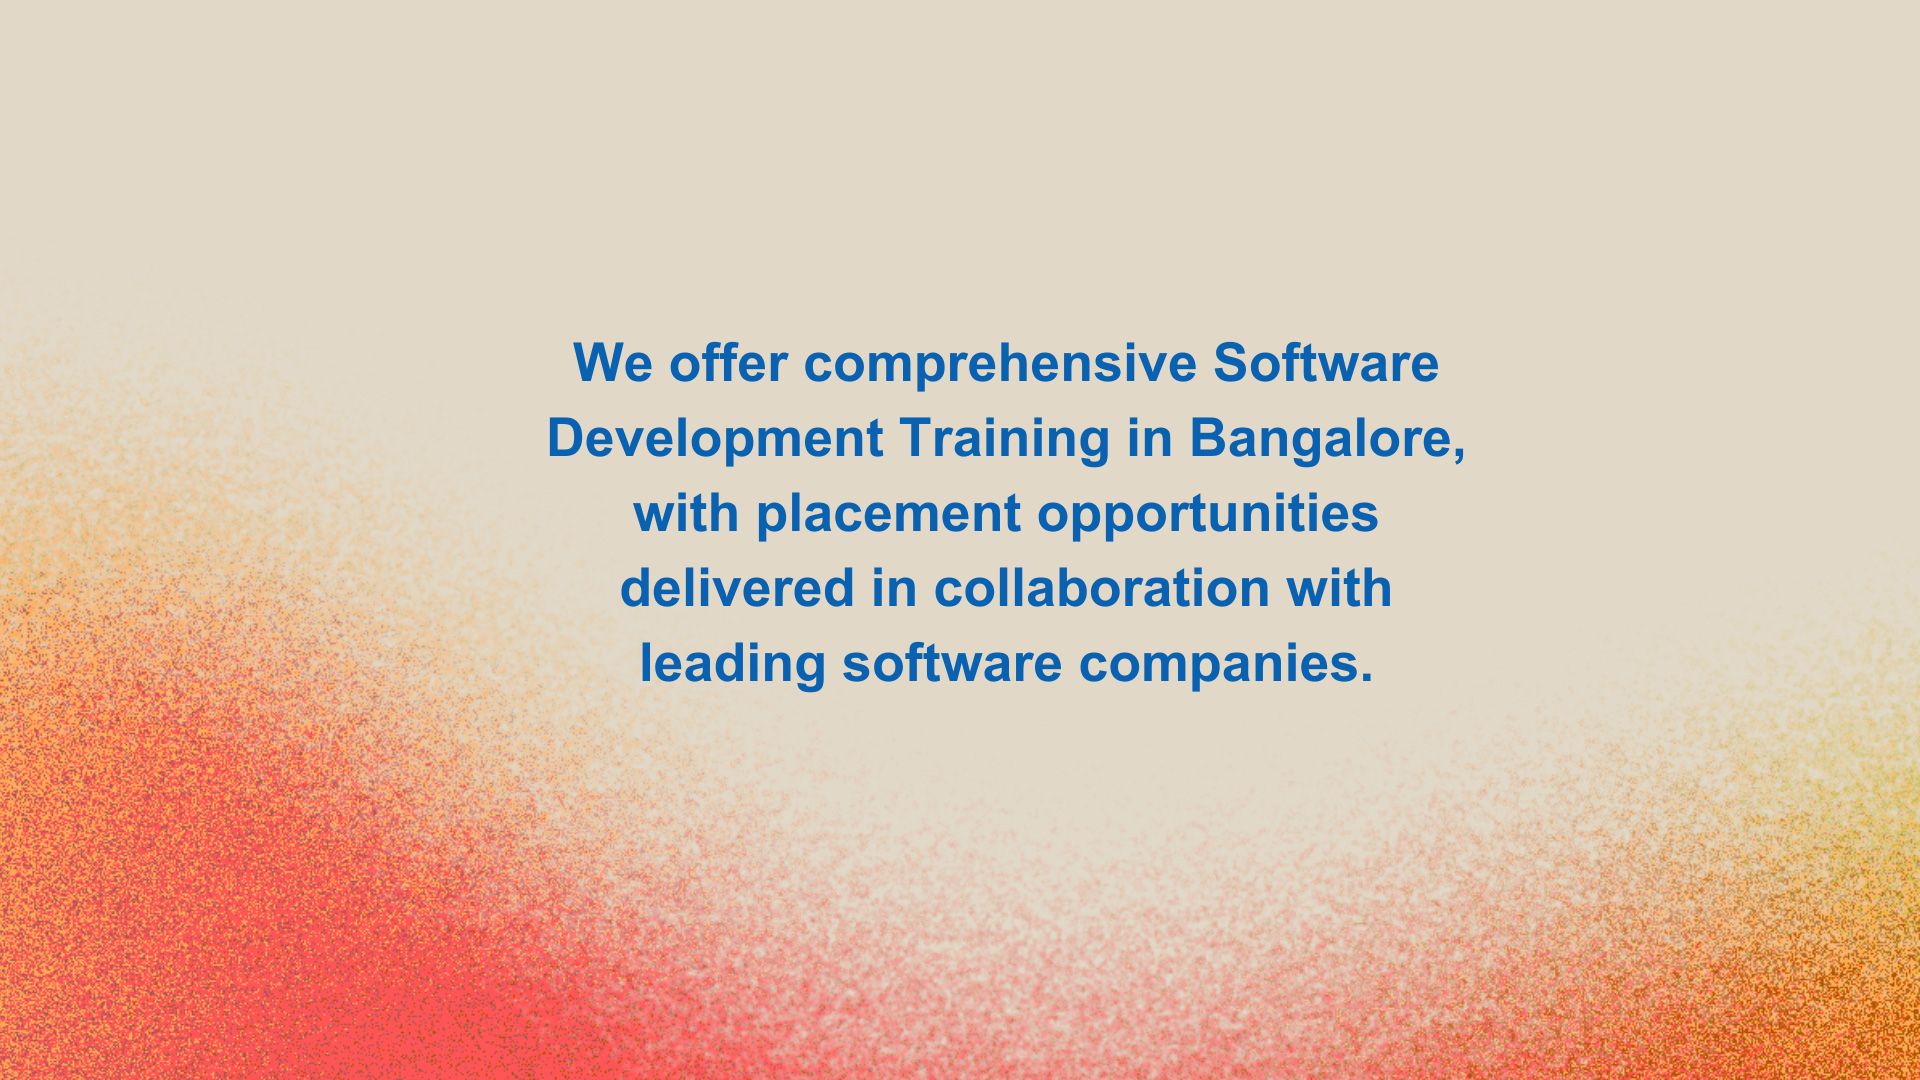 We offer comprehensive Software
Development Training in Bangalore,
with placement opportunities
delivered in collaboration with
leading software companies.